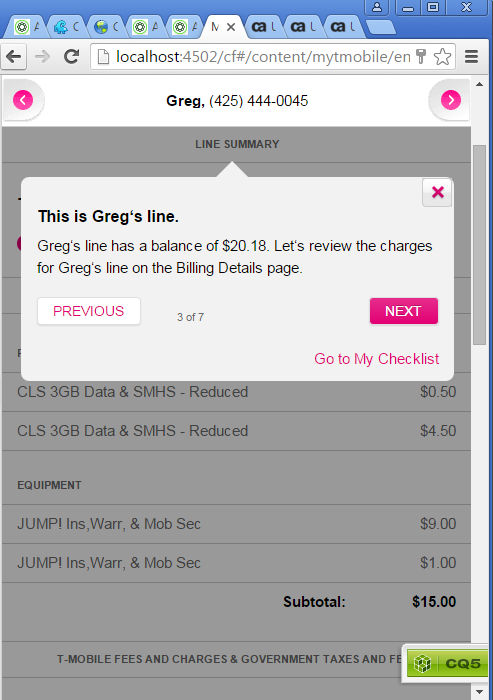 A
C
C
A
A
M
ca U
ca U
ca U
localhost:4502/cf#/content/mytmobile/en
Greg, (425) 444-0045
LINE SUMMARY
This is Greg's line.
Greg's line has a balance of $20.18. Let's review the charges
for Greg's line on the Billing Details page.
PREVIOUS
3 of 7
NEXT
Go to My Checklist
CLS 3GB Data & SMHS - Reduced $0.50
CLS 3GB Data & SMHS - Reduced $4.50
EQUIPMENT
JUMP! Ins,Warr, & Mob Sec $9.00
JUMP! Ins,Warr, & Mob Sec $1.00
Subtotal: $15.00
T-MOBILE FEES AND CHARGES & GOVERNMENT TAXES AND FE
CQ5